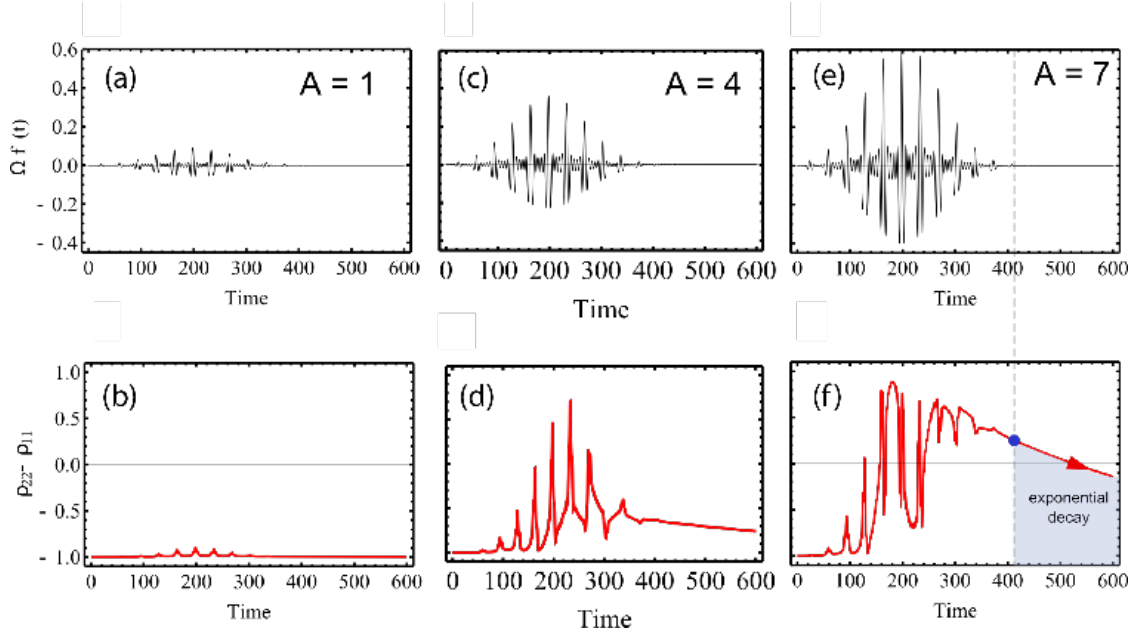 (a) A = 1
(c) A = 4
(e) A = 7
Ω f (t)
0.6
0.4
0.2
0.0
- 0.2
- 0.4
0 100 200 300 400 500 600
0 100 200 300 400 500 600
0 100 200 300 400 500 600
Time
Time
Time
(b)
(d)
(f)
ρ22- ρ11
1.0
0.5
0.0
- 0.5
- 1.0
exponential
decay
0 100 200 300 400 500 600
0 100 200 300 400 500 600
0 100 200 300 400 500 600
Time
Time
Time